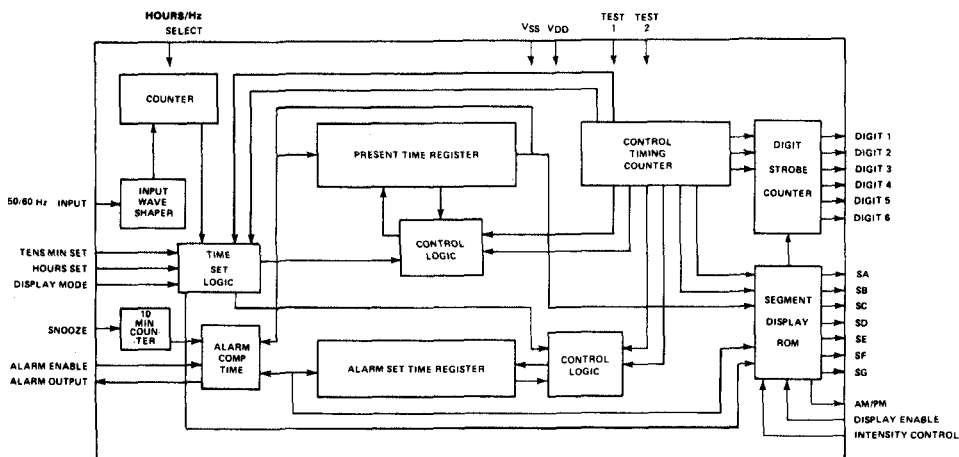 HOURS/Hz
SELECT
VSS VDD
TEST
1
TEST
2
COUNTER
PRESENT TIME REGISTER
CONTROL
TIMING
COUNTER
DIGIT
STROBE
COUNTER
DIGIT 1
DIGIT 2
DIGIT 3
DIGIT 4
DIGIT 5
DIGIT 6
50/60 Hz INPUT
INPUT
WAVE
SHAPER
TENS MIN SET
HOURS SET
DISPLAY MODE
TIME
SET
LOGIC
CONTROL
LOGIC
SEGMENT
DISPLAY
ROM
SA
SB
SC
SD
SE
SF
SG
SNOOZE
10
MIN
COUN-
TER
ALARM
COMP
TIME
ALARM SET TIME REGISTER
CONTROL
LOGIC
ALARM ENABLE
ALARM OUTPUT
AM/PM
DISPLAY ENABLE
INTENSITY CONTROL